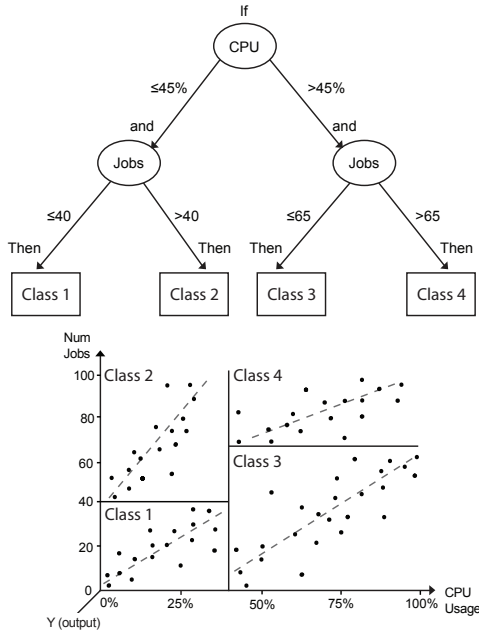 If
CPU
≤45%
>45%
and
and
Jobs
Jobs
≤40
>40
≤65
>65
Then
Then
Then
Then
Class 1
Class 2
Class 3
Class 4
Num
Jobs
100
80
60
40
20
0
Class 2
Class 4
Class 1
Class 3
0%
25%
50%
75%
100%
CPU
Usage
Y (output)